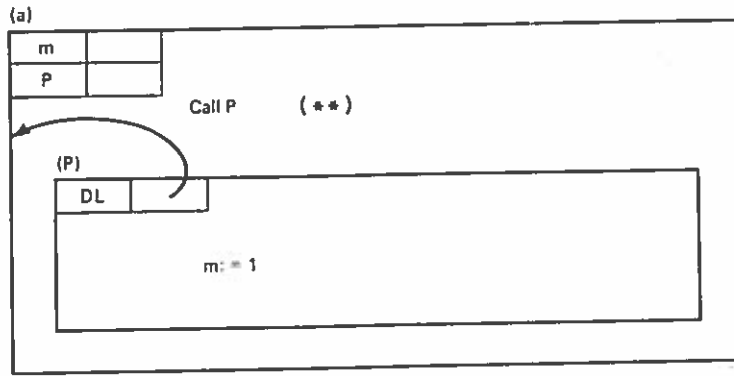 (a)
m
P
Call P (**)
(P)
DL
m: = 1